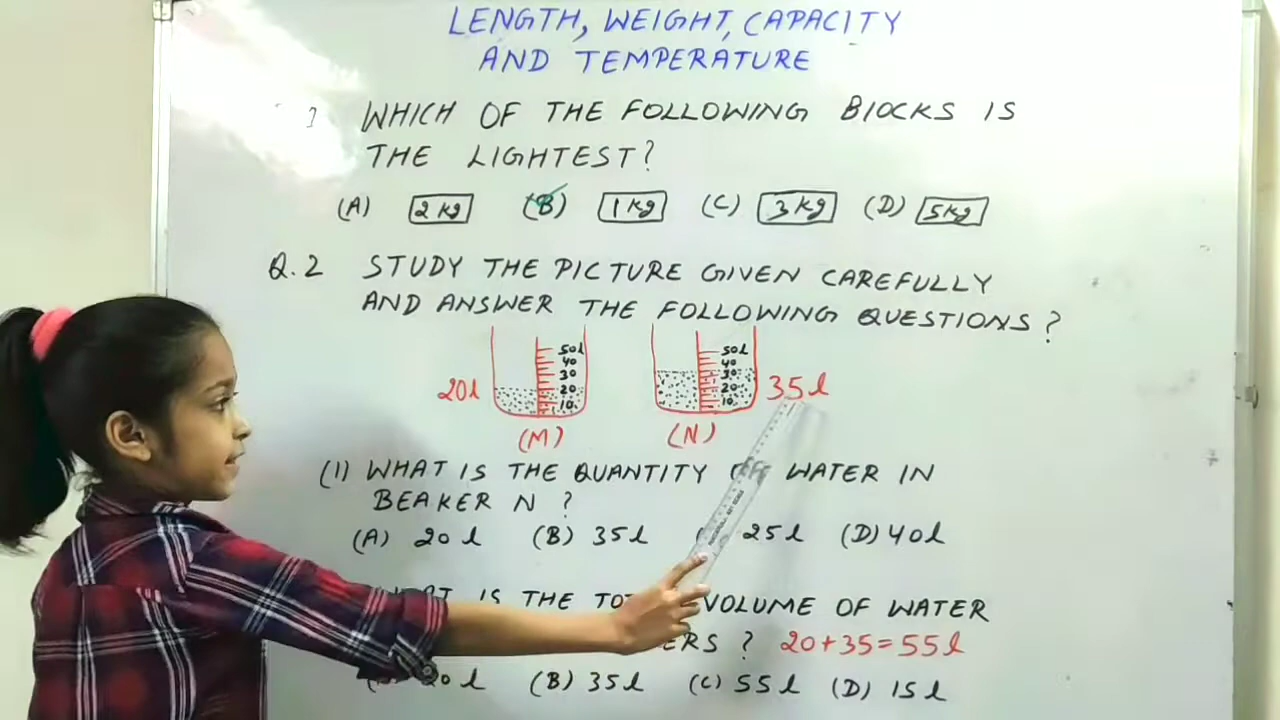 LENGTH, WEIGHT, CAPACITY
AND TEMPERATURE
WHICH OF THE FOLLOWING BLOCKS IS
THE LIGHTEST?
(A) 2 kg (B) 1 kg (C) 3 kg (D) 5 kg
Q.2 STUDY THE PICTURE GIVEN CAREFULLY
AND ANSWER THE FOLLOWING QUESTIONS?
50l 50l
40 40
30 30
20l 20 20 35l
10 10
(M) (N)
(1) WHAT IS THE QUANTITY WATER IN
BEAKER N ?
(A) 20 l (B) 35 l 25 l (D) 40 l
IS THE VOLUME OF WATER
? 20+35=55l
20 l (B) 35 l (C) 55 l (D) 15 l